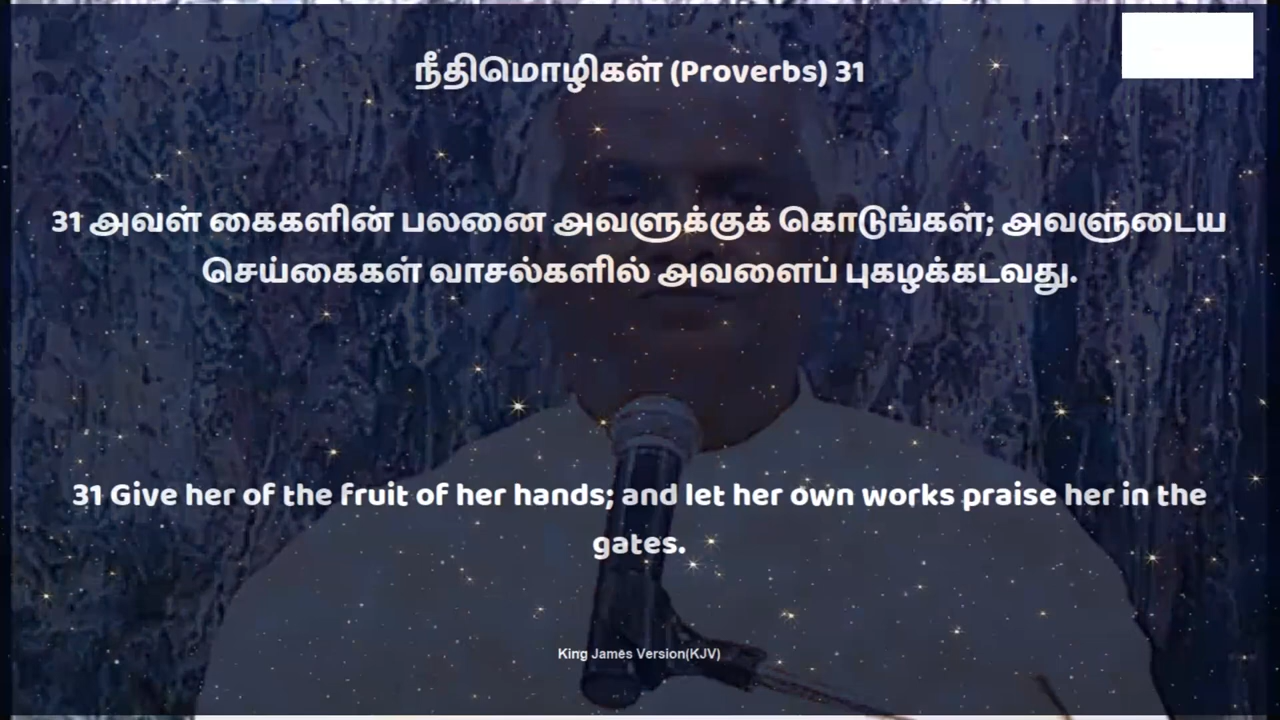 நீதிமொழிகள் (Proverbs) 31
31 அவள் கைகளின் பலனை அவளுக்குக் கொடுங்கள்; அவளுடைய
செய்கைகள் வாசல்களில் அவளைப் புகழக்கடவது.
31 Give her of the fruit of her hands; and let her own works praise her in the
gates.
King James Version(KJV)